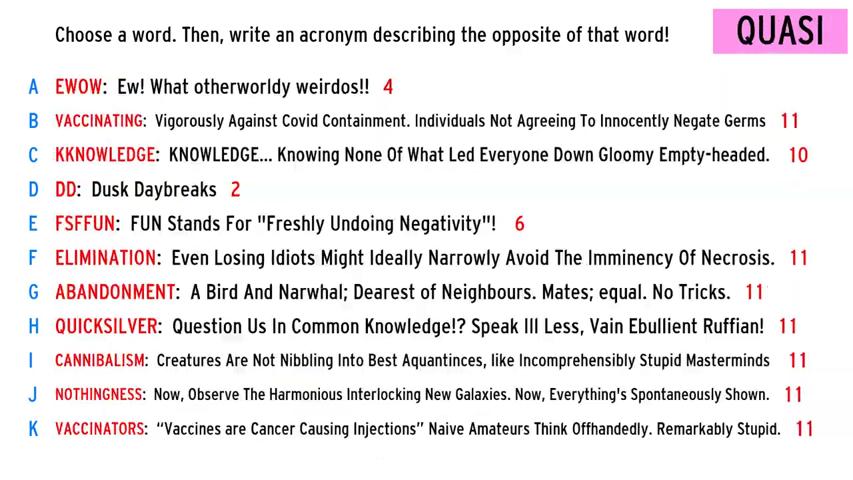 Choose a word. Then, write an acronym describing the opposite of that word!
QUASI
A EWOW: Ew! What otherworldy weirdos!! 4
B VACCINATING: Vigorously Against Covid Containment. Individuals Not Agreeing To Innocently Negate Germs 11
C KKNOWLEDGE: KNOWLEDGE... Knowing None Of What Led Everyone Down Gloomy Empty-headed. 10
D DD: Dusk Daybreaks 2
E FSFFUN: FUN Stands For "Freshly Undoing Negativity"! 6
F ELIMINATION: Even Losing Idiots Might Ideally Narrowly Avoid The Imminency Of Necrosis. 11
G ABANDONMENT: A Bird And Narwhal; Dearest of Neighbours. Mates; equal. No Tricks. 11
H QUICKSILVER: Question Us In Common Knowledge!? Speak Ill Less, Vain Ebullient Ruffian! 11
I CANNIBALISM: Creatures Are Not Nibbling Into Best Aquantinces, like Incomprehensibly Stupid Masterminds 11
J NOTHINGNESS: Now, Observe The Harmonious Interlocking New Galaxies. Now, Everything's Spontaneously Shown. 11
K VACCINATORS: “Vaccines are Cancer Causing Injections” Naive Amateurs Think Offhandedly. Remarkably Stupid. 11